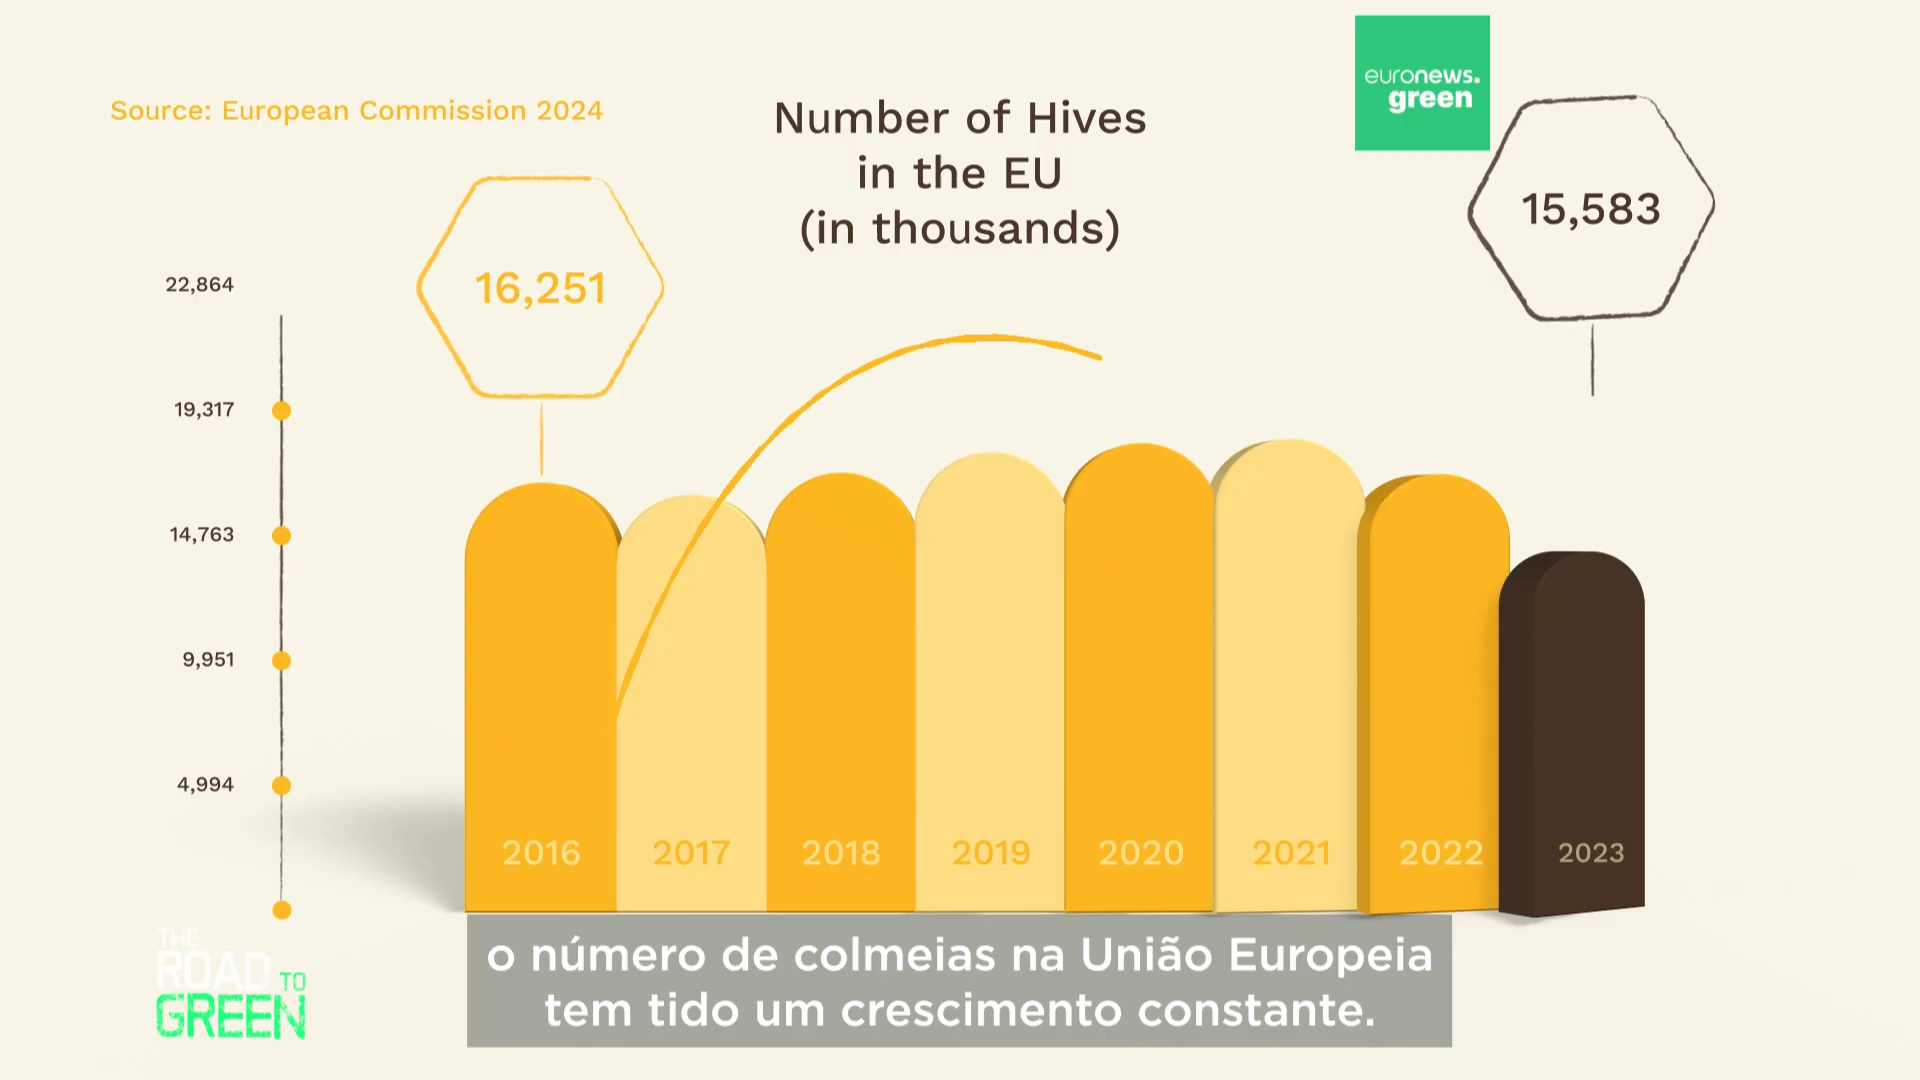 euronews.
green
Source: European Commission 2024
Number of Hives
in the EU
(in thousands)
16,251
15,583
22,864
19,317
14,763
9,951
4,994
2016
2017
2018
2019
2020
2021
2022
2023
THE
ROAD TO
GREEN
o número de colmeias na União Europeia
tem tido um crescimento constante.